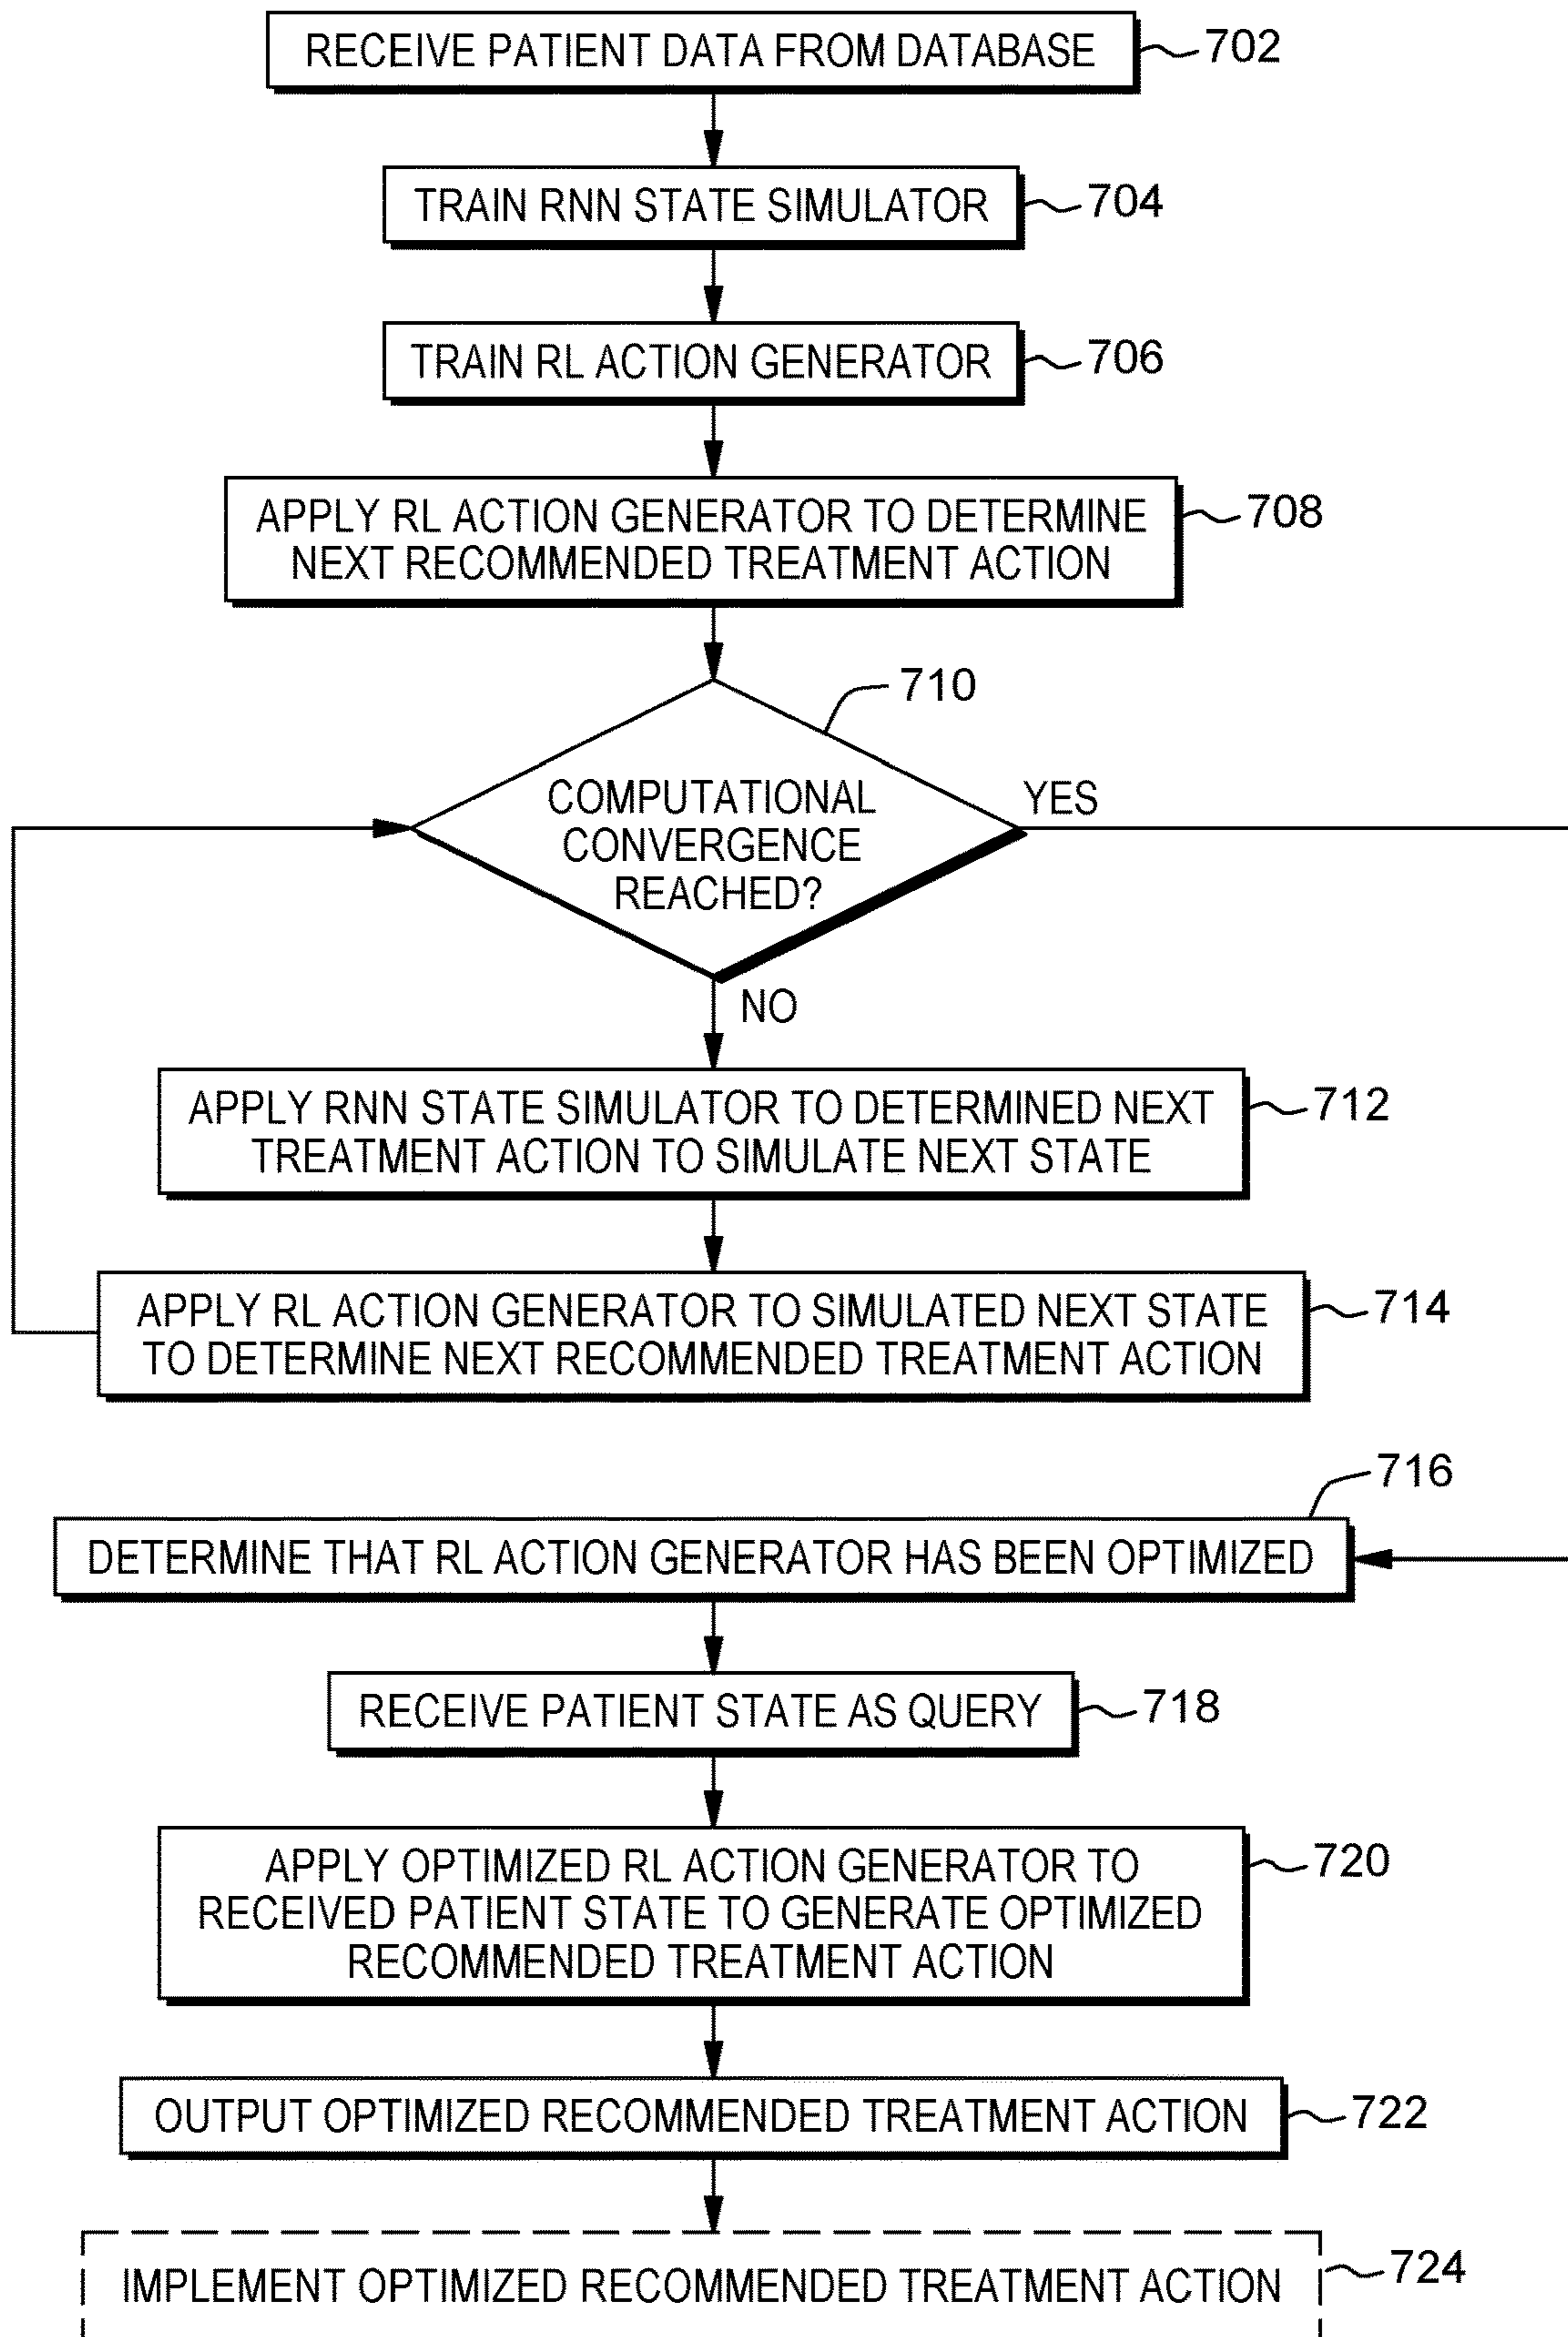 RECEIVE PATIENT DATA FROM DATABASE
702
TRAIN RNN STATE SIMULATOR
704
TRAIN RL ACTION GENERATOR
706
APPLY RL ACTION GENERATOR TO DETERMINE
NEXT RECOMMENDED TREATMENT ACTION
708
710
COMPUTATIONAL
CONVERGENCE
REACHED?
YES
NO
APPLY RNN STATE SIMULATOR TO DETERMINED NEXT
TREATMENT ACTION TO SIMULATE NEXT STATE
712
APPLY RL ACTION GENERATOR TO SIMULATED NEXT STATE
TO DETERMINE NEXT RECOMMENDED TREATMENT ACTION
714
716
DETERMINE THAT RL ACTION GENERATOR HAS BEEN OPTIMIZED
RECEIVE PATIENT STATE AS QUERY
718
APPLY OPTIMIZED RL ACTION GENERATOR TO
RECEIVED PATIENT STATE TO GENERATE OPTIMIZED
RECOMMENDED TREATMENT ACTION
720
OUTPUT OPTIMIZED RECOMMENDED TREATMENT ACTION
722
IMPLEMENT OPTIMIZED RECOMMENDED TREATMENT ACTION
724